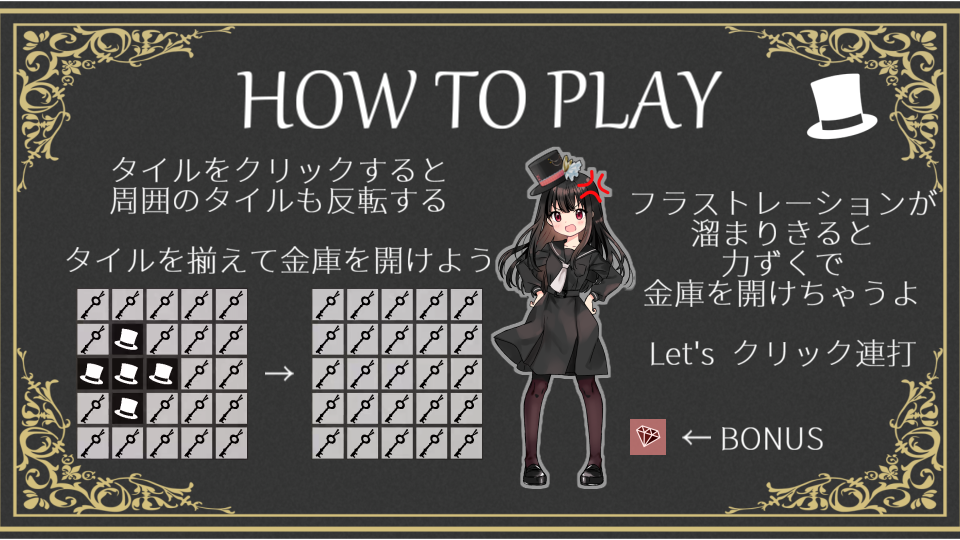 HOW TO PLAY
タイルをクリックすると
周囲のタイルも反転する
タイルを揃えて金庫を開けよう
→
フラストレーションが
溜まりきると
力ずくで
金庫を開けちゃうよ
Let's クリック連打
← BONUS